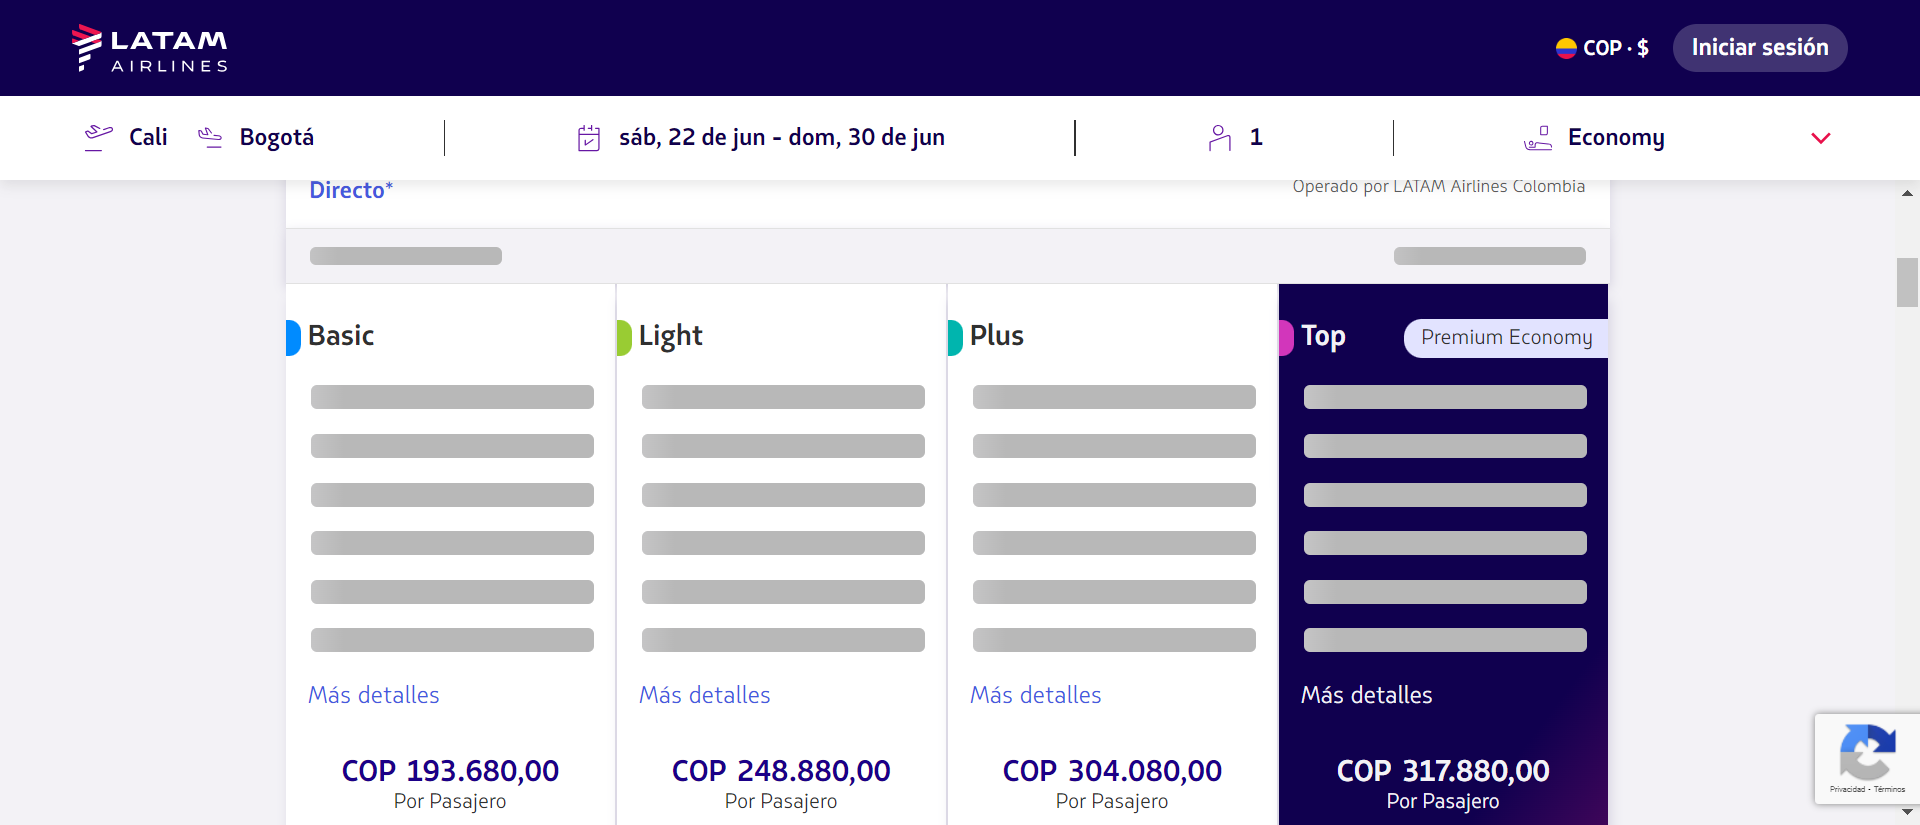 LATAM
AIRLINES
COP · $
Iniciar sesión
Cali
Bogotá
sáb, 22 de jun - dom, 30 de jun
1
Economy
Directo*
Operado por LATAM Airlines Colombia
Basic
Light
Plus
Top
Premium Economy
Más detalles
Más detalles
Más detalles
Más detalles
COP 193.680,00
Por Pasajero
COP 248.880,00
Por Pasajero
COP 304.080,00
Por Pasajero
COP 317.880,00
Por Pasajero
Privacidad - Términos